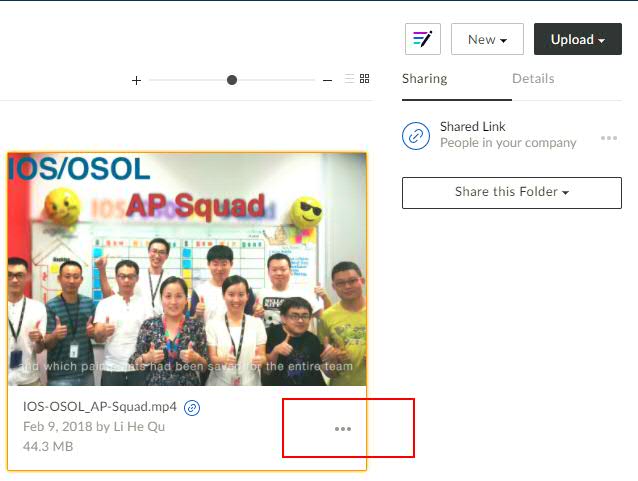 New
Upload
Sharing
Details
Shared Link
People in your company
Share this Folder
IOS/OSOL
AP Squad
and which pain points had been saved for the entire team
IOS-OSOL_AP-Squad.mp4
Feb 9, 2018 by Li He Qu
44.3 MB